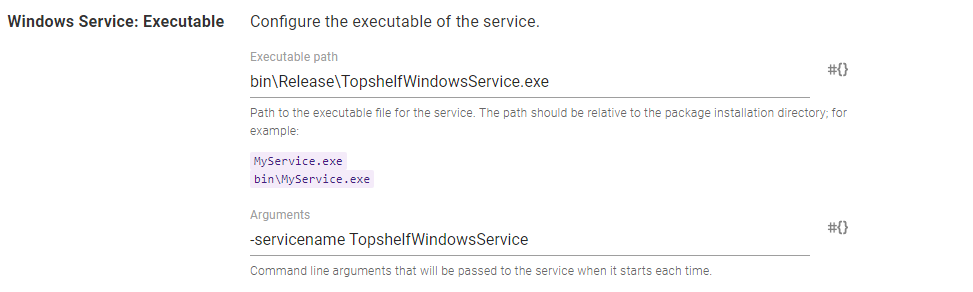 Windows Service: Executable
Configure the executable of the service.
Executable path
bin\Release\TopshelfWindowsService.exe
#{}
Path to the executable file for the service. The path should be relative to the package installation directory; for
example:
MyService.exe
bin\MyService.exe
Arguments
-servicename TopshelfWindowsService
#{}
Command line arguments that will be passed to the service when it starts each time.